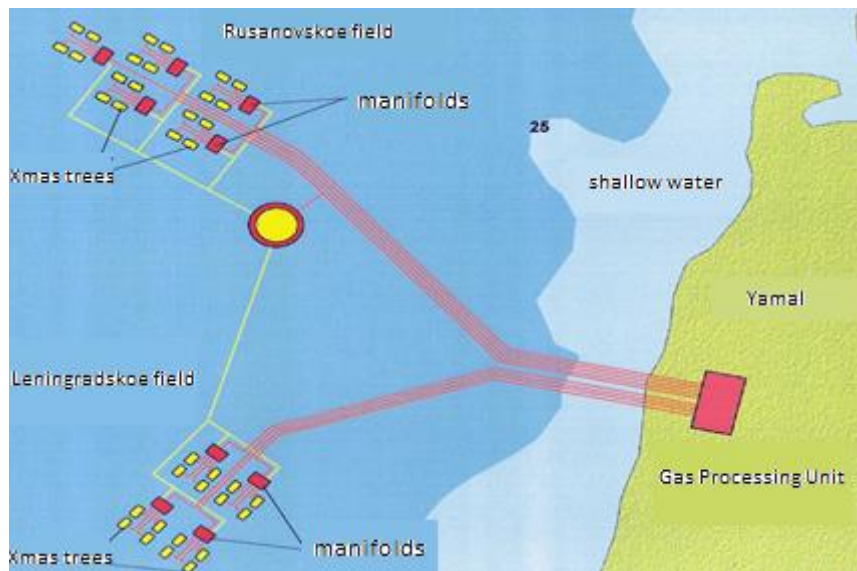 Rusanovskoe field
manifolds
25
Xmas trees
shallow water
Yamal
Leningradskoe field
Gas Processing Unit
manifolds
Xmas trees